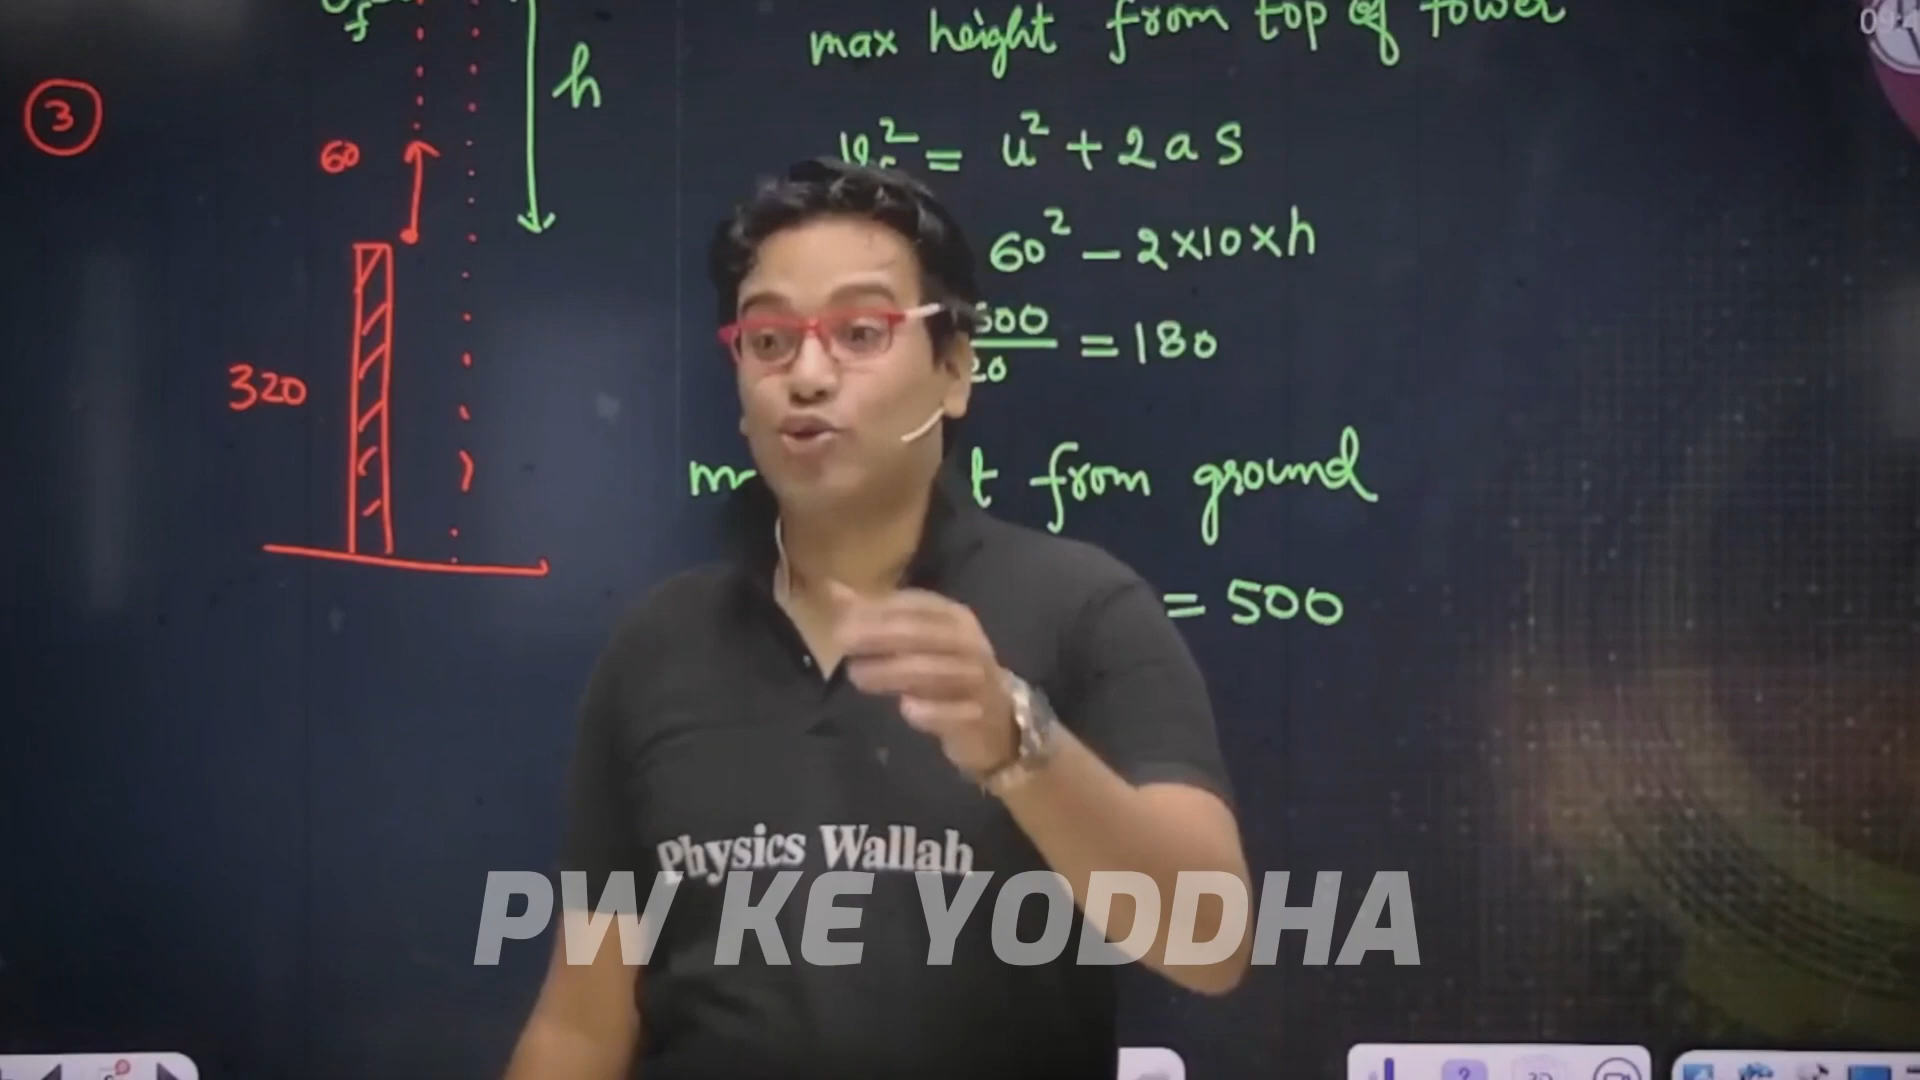 3
60
h
320
max height from top of tower
v² = u² + 2as
60² - 2×10×h
= 180
from ground
= 500
Physics Wallah
PW KE YODDHA